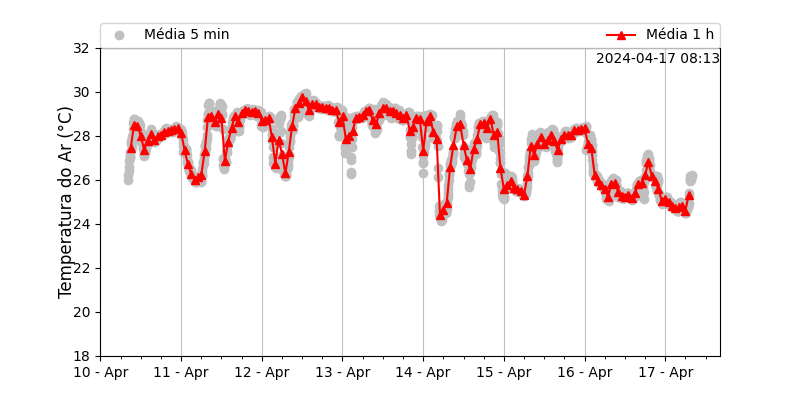 Média 5 min
Média 1 h
2024-04-17 08:13
Temperatura do Ar (°C)
32
30
28
26
24
22
20
18
10 - Apr
11 - Apr
12 - Apr
13 - Apr
14 - Apr
15 - Apr
16 - Apr
17 - Apr